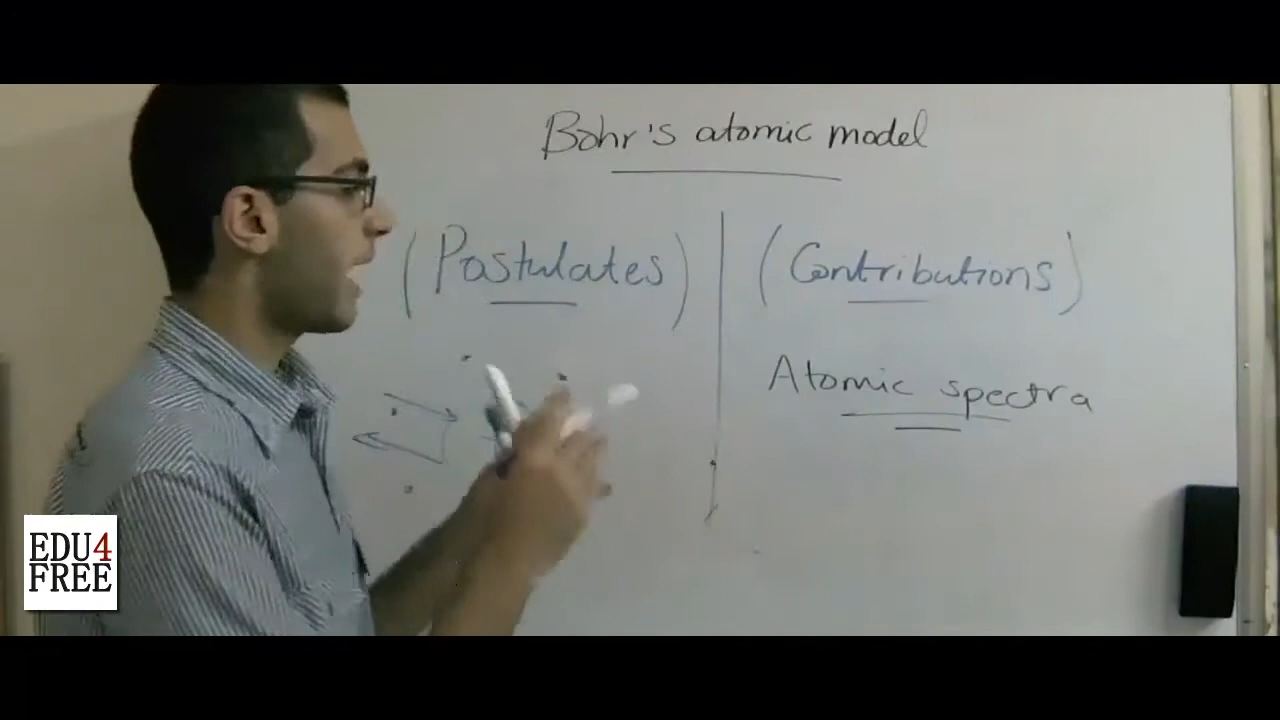 Bohr's atomic model
(Postulates)
(Contributions)
Atomic spectra
EDU4
FREE